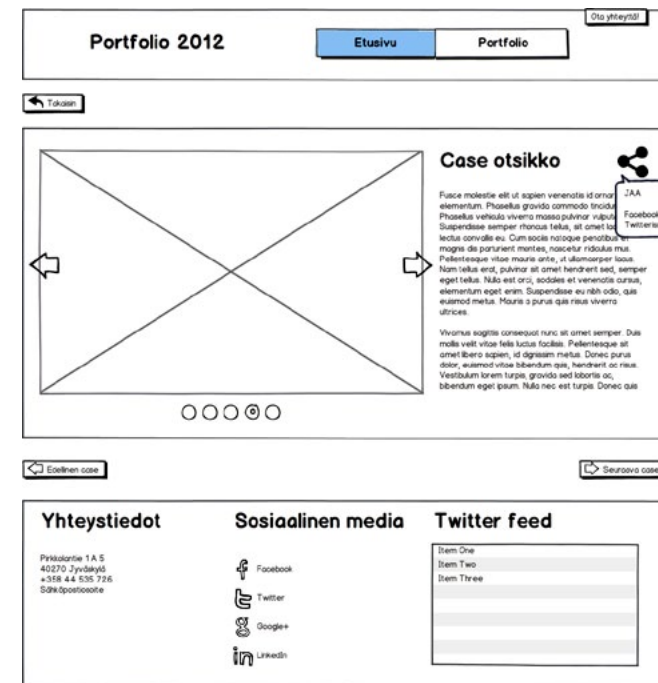 Ota yhteyttä!
Portfolio 2012
Etusivu
Portfolio
Takaisin
Case otsikko
JAA
Facebook
Fusce molestie elit ut sapien venenatis id
elementum. Phasellus gravida commodo
Phasellus vehicula viverra massa pulvinar
Suspendisse semper rhoncus tellus, sit amet
lectus convallis eu. Cum sociis natoque penatibus et
magnis dis parturient montes, nascetur ridiculus mus.
Pellentesque vitae mauris ante, ut ullamcorper lacus.
Nam tellus erat, pulvinar sit amet hendrerit sed, semper
eget tellus. Nulla est orci, sodales et venenatis cursus,
elementum eget enim. Suspendisse eu nibh odio, quis
euismod metus. Mauris a purus quis risus viverra
ultrices.
Vivamus sagittis consequat nunc sit amet semper. Duis
mollis velit vitae felis luctus facilisis. Pellentesque sit
amet libero sapien, id dignissim metus. Donec purus
dolor, euismod vitae bibendum quis, hendrerit ac risus.
Vestibulum lorem turpis, gravida sed lobortis ac,
bibendum eget ipsum. Nulla nec est turpis. Donec quis
Edellinen case
Seuraava case
Yhteystiedot
Pirkkolantie 1 A 5
40270 Jyväskylä
+358 44 535 726
Sähköpostiosoite
Sosiaalinen media
Facebook
Twitter
Google+
LinkedIn
Twitter feed
Item One
Item Two
Item Three